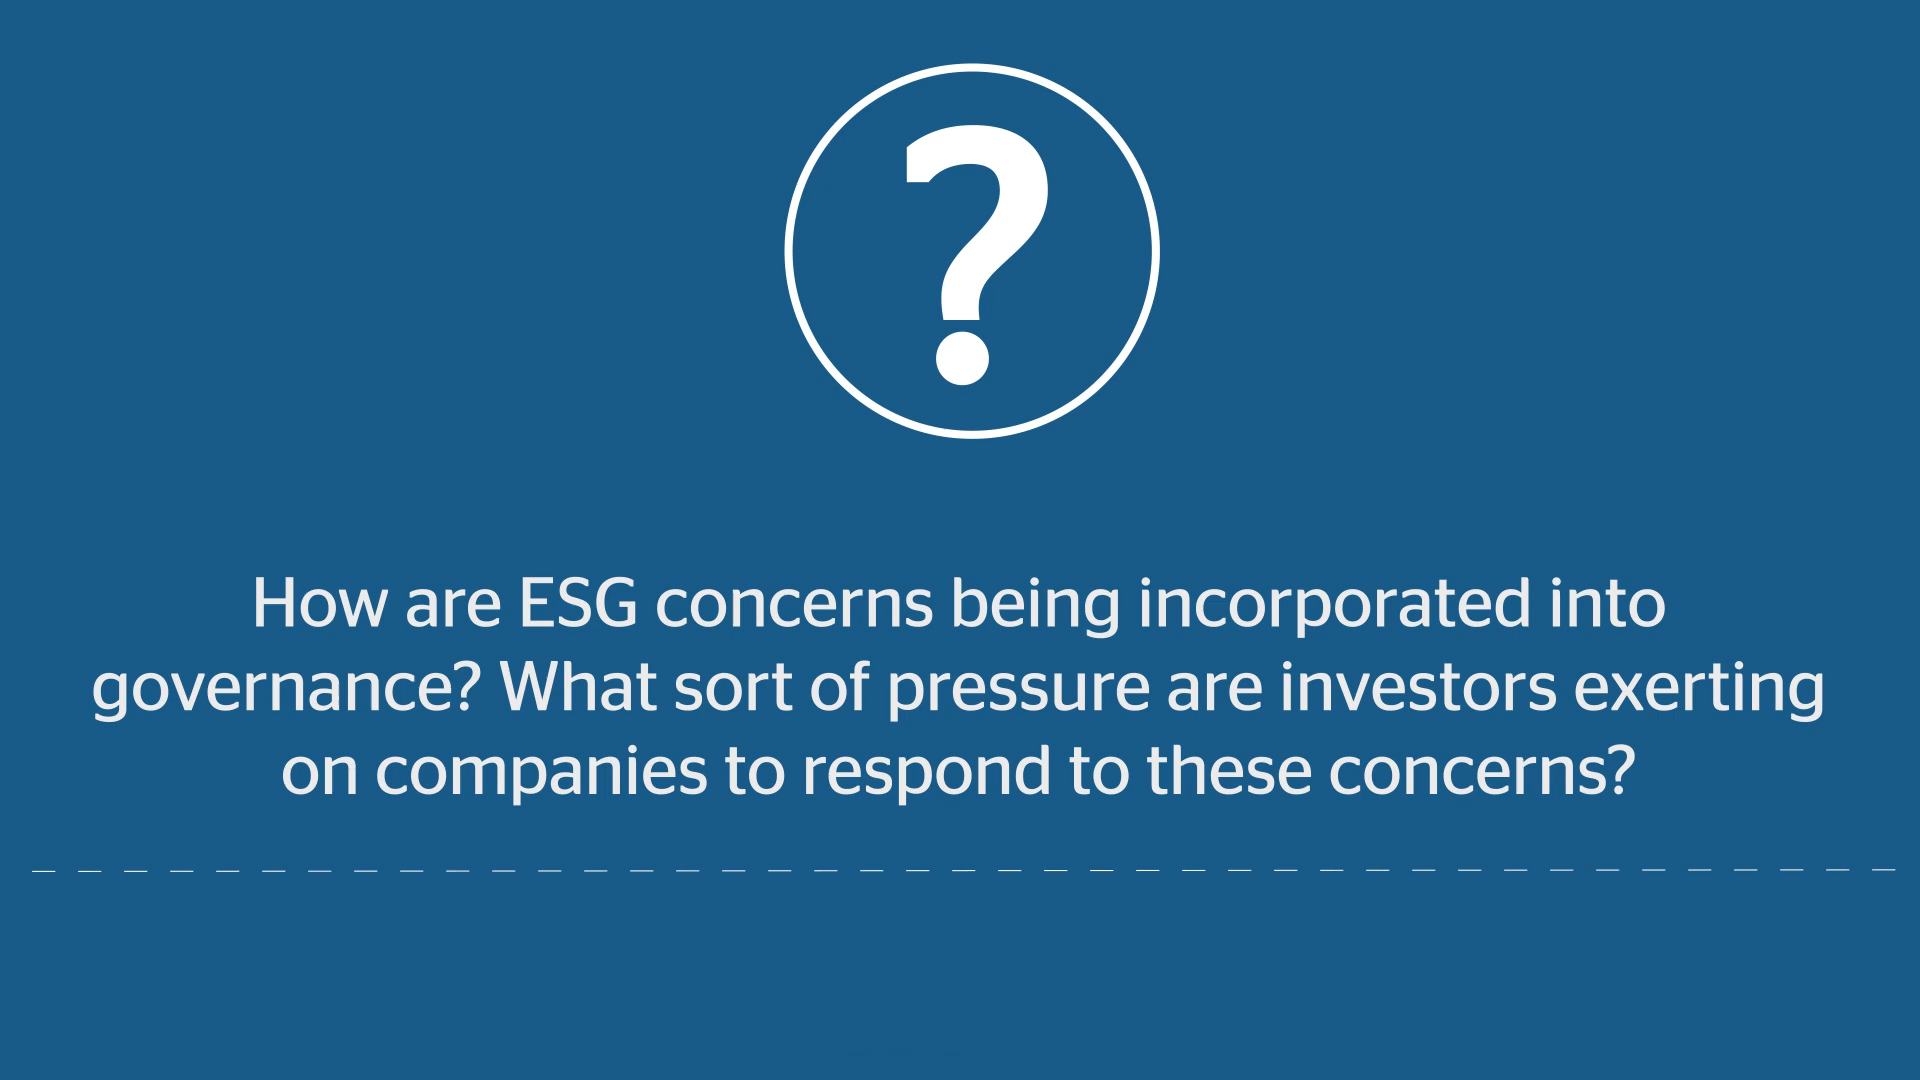 ?
How are ESG concerns being incorporated into
governance? What sort of pressure are investors exerting
on companies to respond to these concerns?